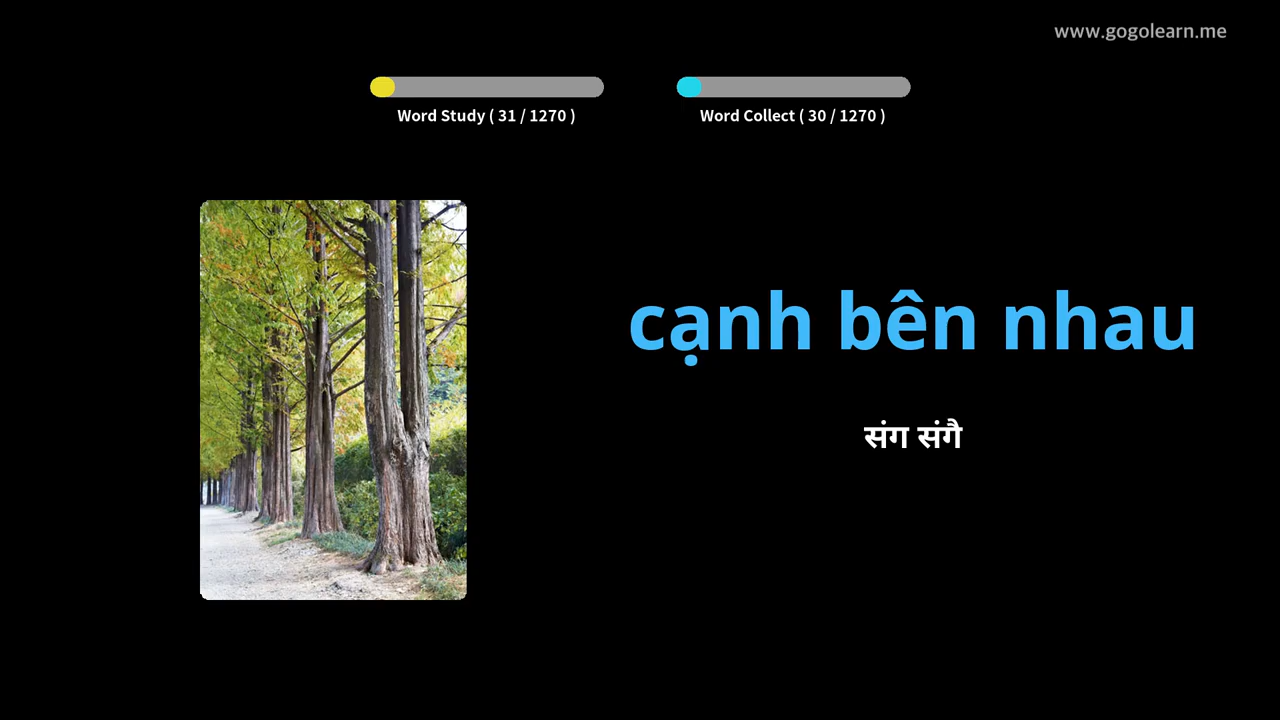 www.gogolearn.me
Word Study ( 31 / 1270 )
Word Collect ( 30 / 1270 )
cạnh bên nhau
संग संगै